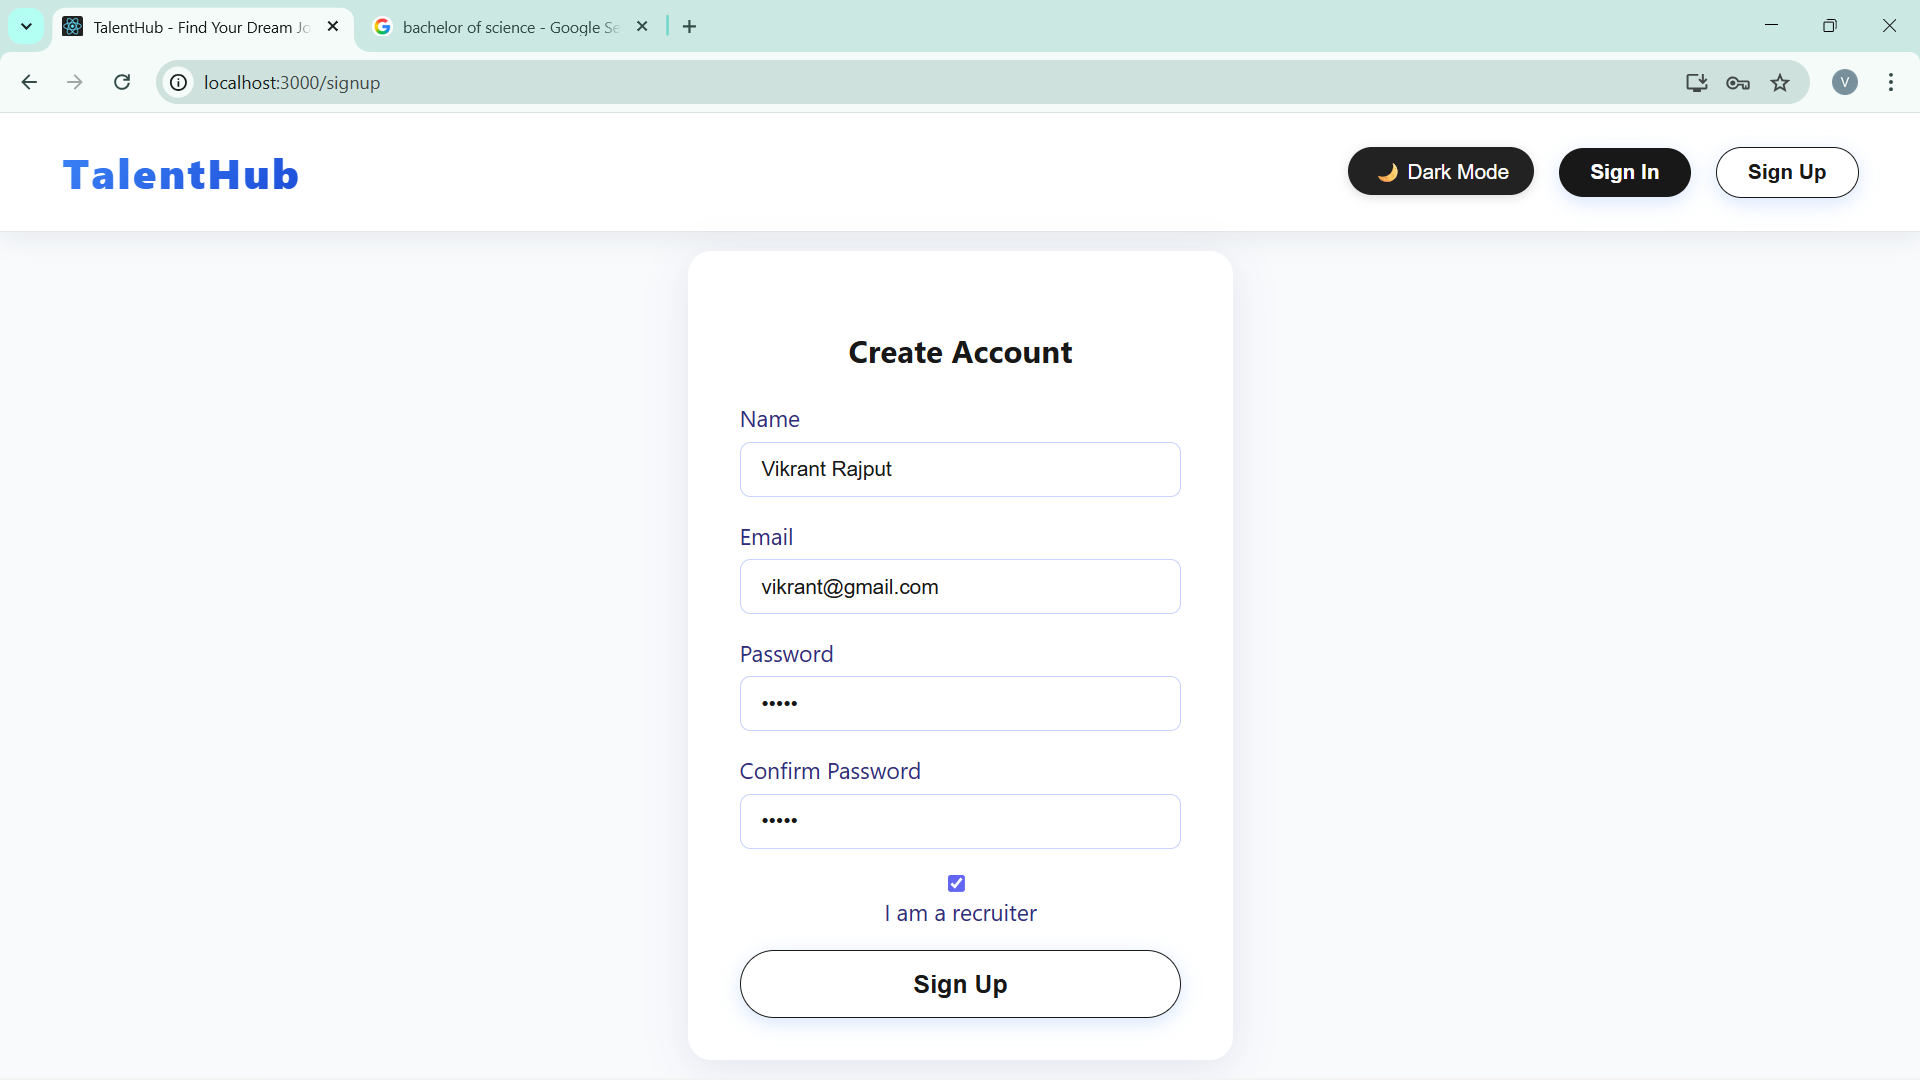 TalentHub - Find Your Dream Jo
bachelor of science - Google Se
localhost:3000/signup
V
TalentHub
🌙 Dark Mode
Sign In
Sign Up
Create Account
Name
Vikrant Rajput
Email
vikrant@gmail.com
Password
•••••
Confirm Password
•••••
I am a recruiter
Sign Up